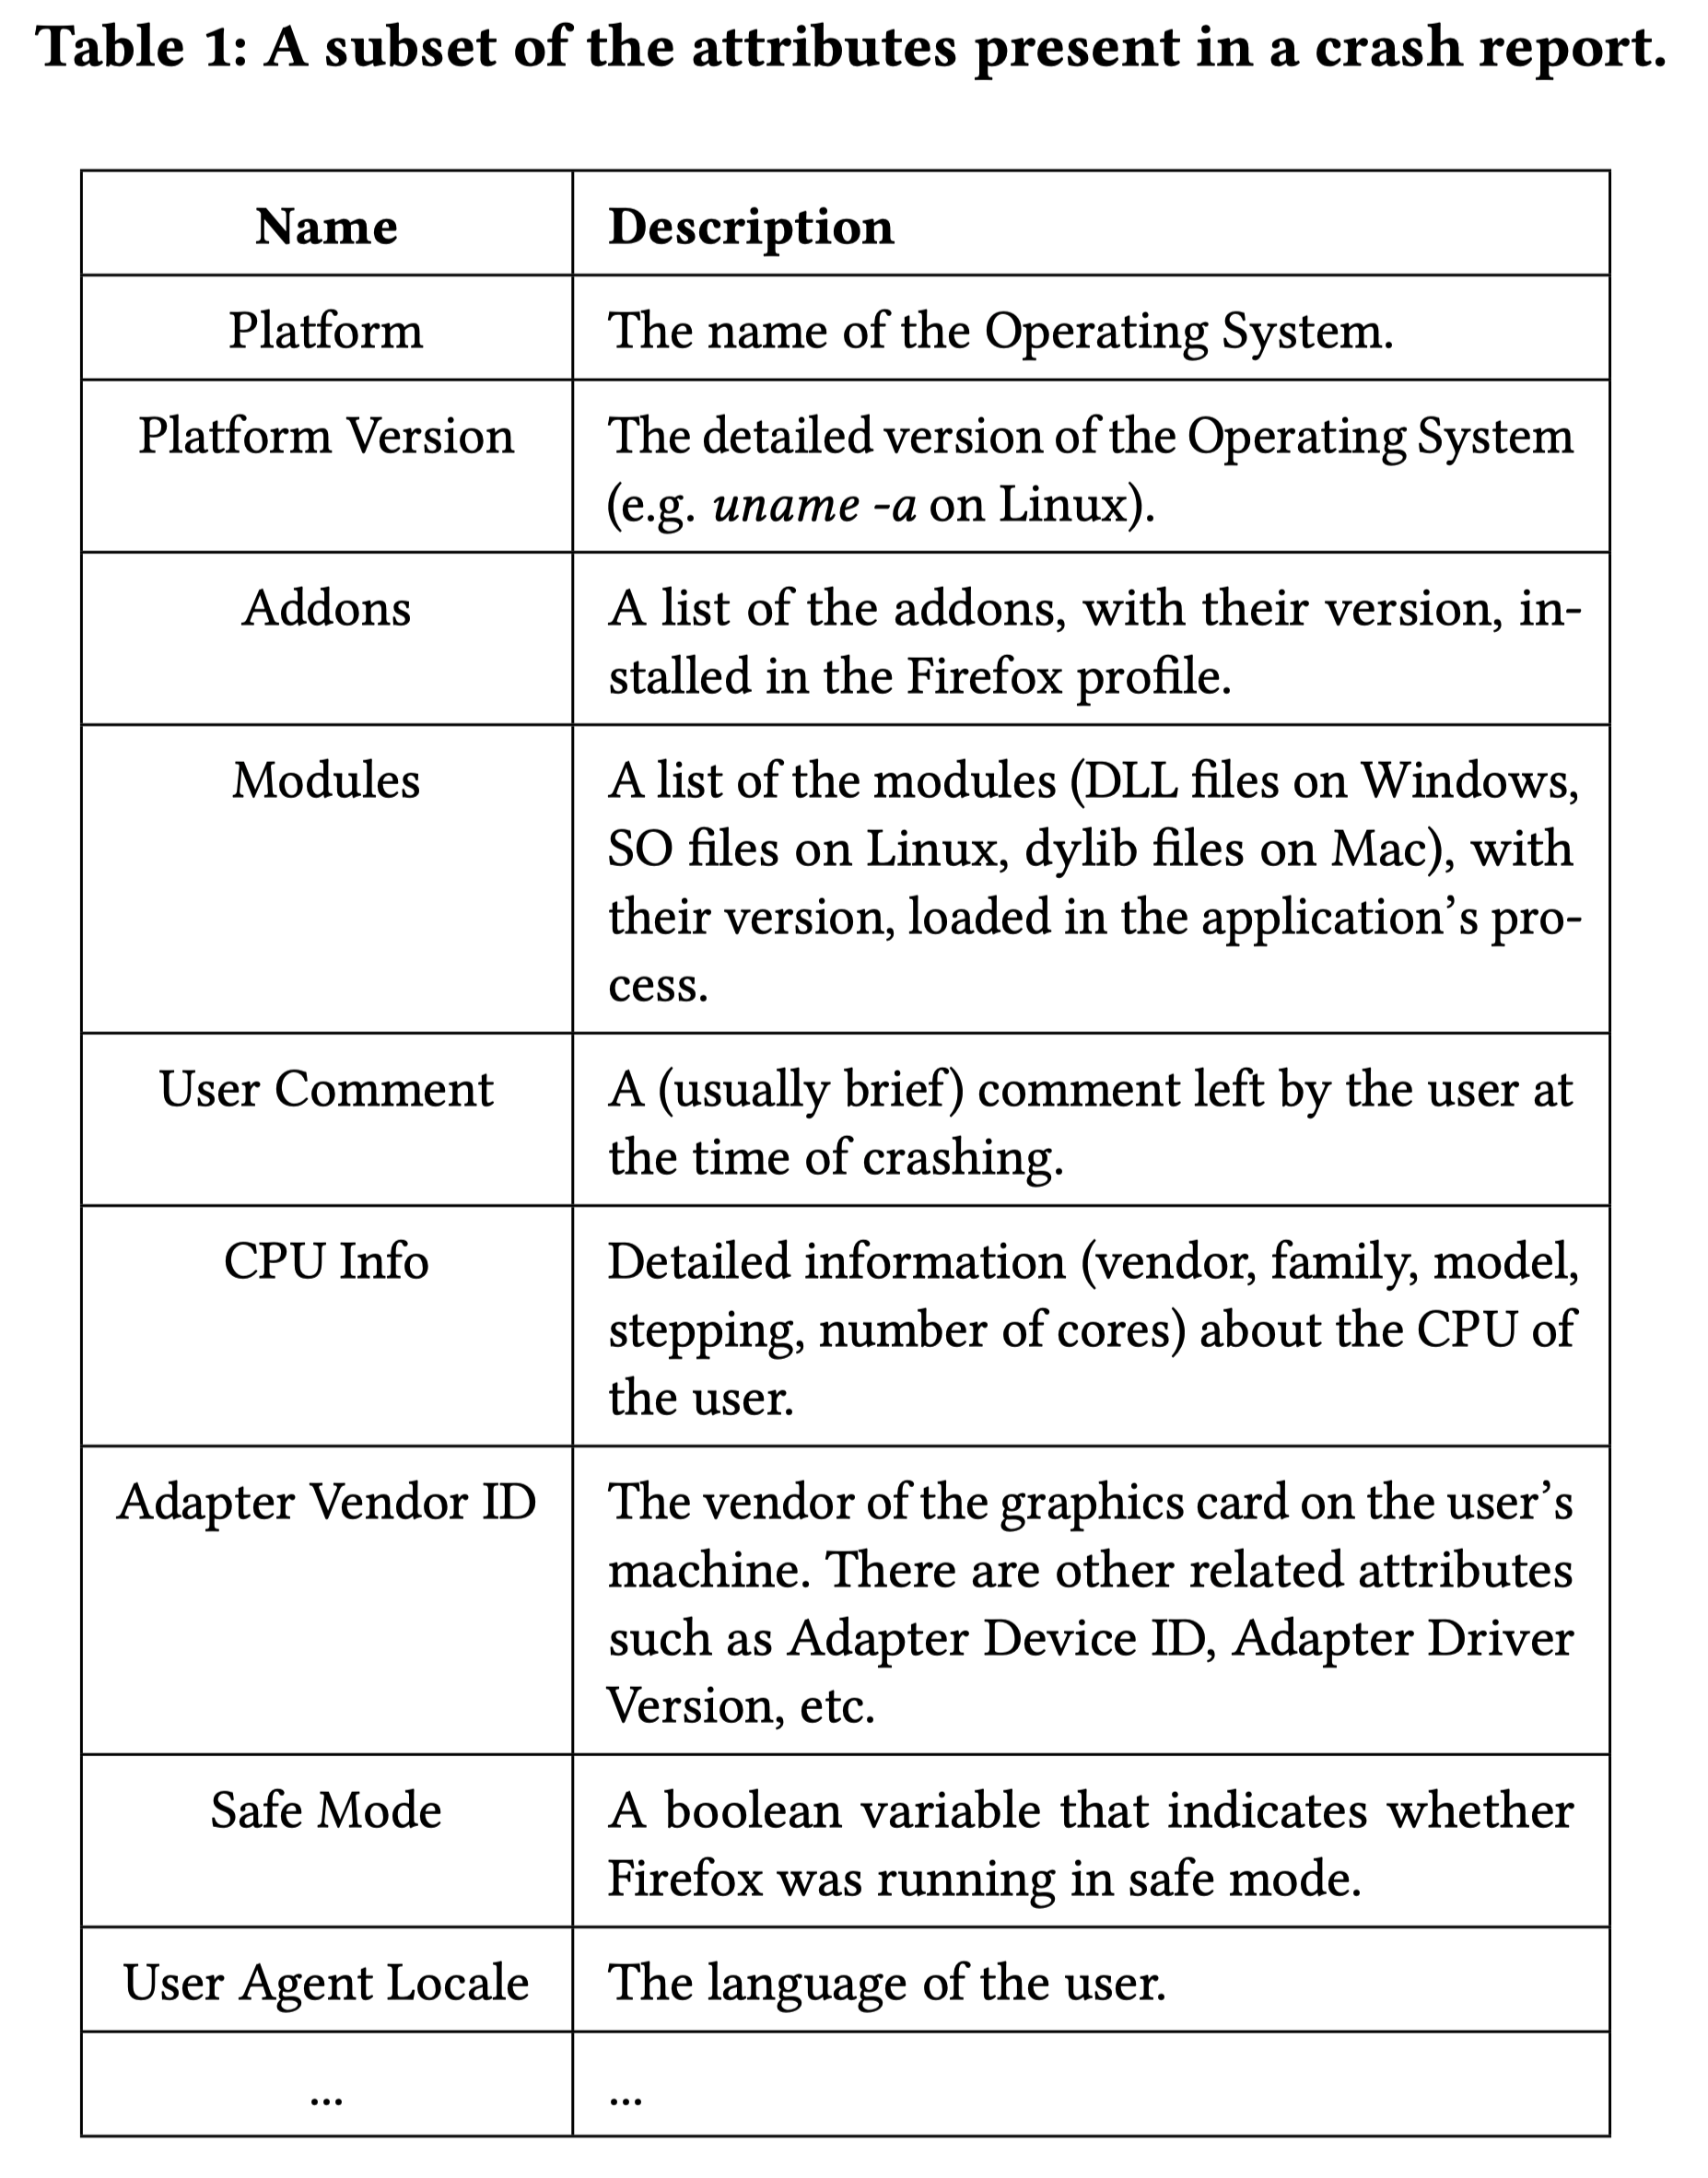 Table 1: A subset of the attributes present in a crash report.
Name
Description
Platform
The name of the Operating System.
Platform Version
The detailed version of the Operating System
(e.g. uname -a on Linux).
Addons
A list of the addons, with their version, in-
stalled in the Firefox profile.
Modules
A list of the modules (DLL files on Windows,
SO files on Linux, dylib files on Mac), with
their version, loaded in the application's pro-
cess.
User Comment
A (usually brief) comment left by the user at
the time of crashing.
CPU Info
Detailed information (vendor, family, model,
stepping, number of cores) about the CPU of
the user.
Adapter Vendor ID
The vendor of the graphics card on the user's
machine. There are other related attributes
such as Adapter Device ID, Adapter Driver
Version, etc.
Safe Mode
A boolean variable that indicates whether
Firefox was running in safe mode.
User Agent Locale
The language of the user.
...
...